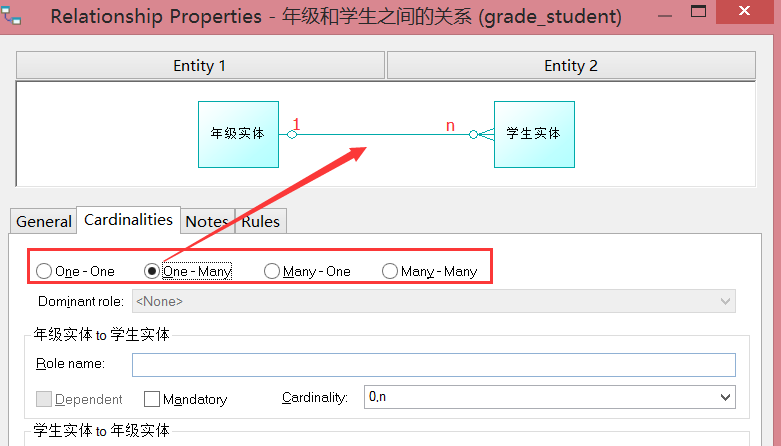 Relationship Properties - 年级和学生之间的关系 (grade_student)
Entity 1 Entity 2
年级实体 1 n 学生实体
General Cardinalities Notes Rules
One - One One - Many Many - One Many - Many
Dominant role: <None>
年级实体 to 学生实体
Role name:
Dependent Mandatory Cardinality: 0,n
学生实体 to 年级实体